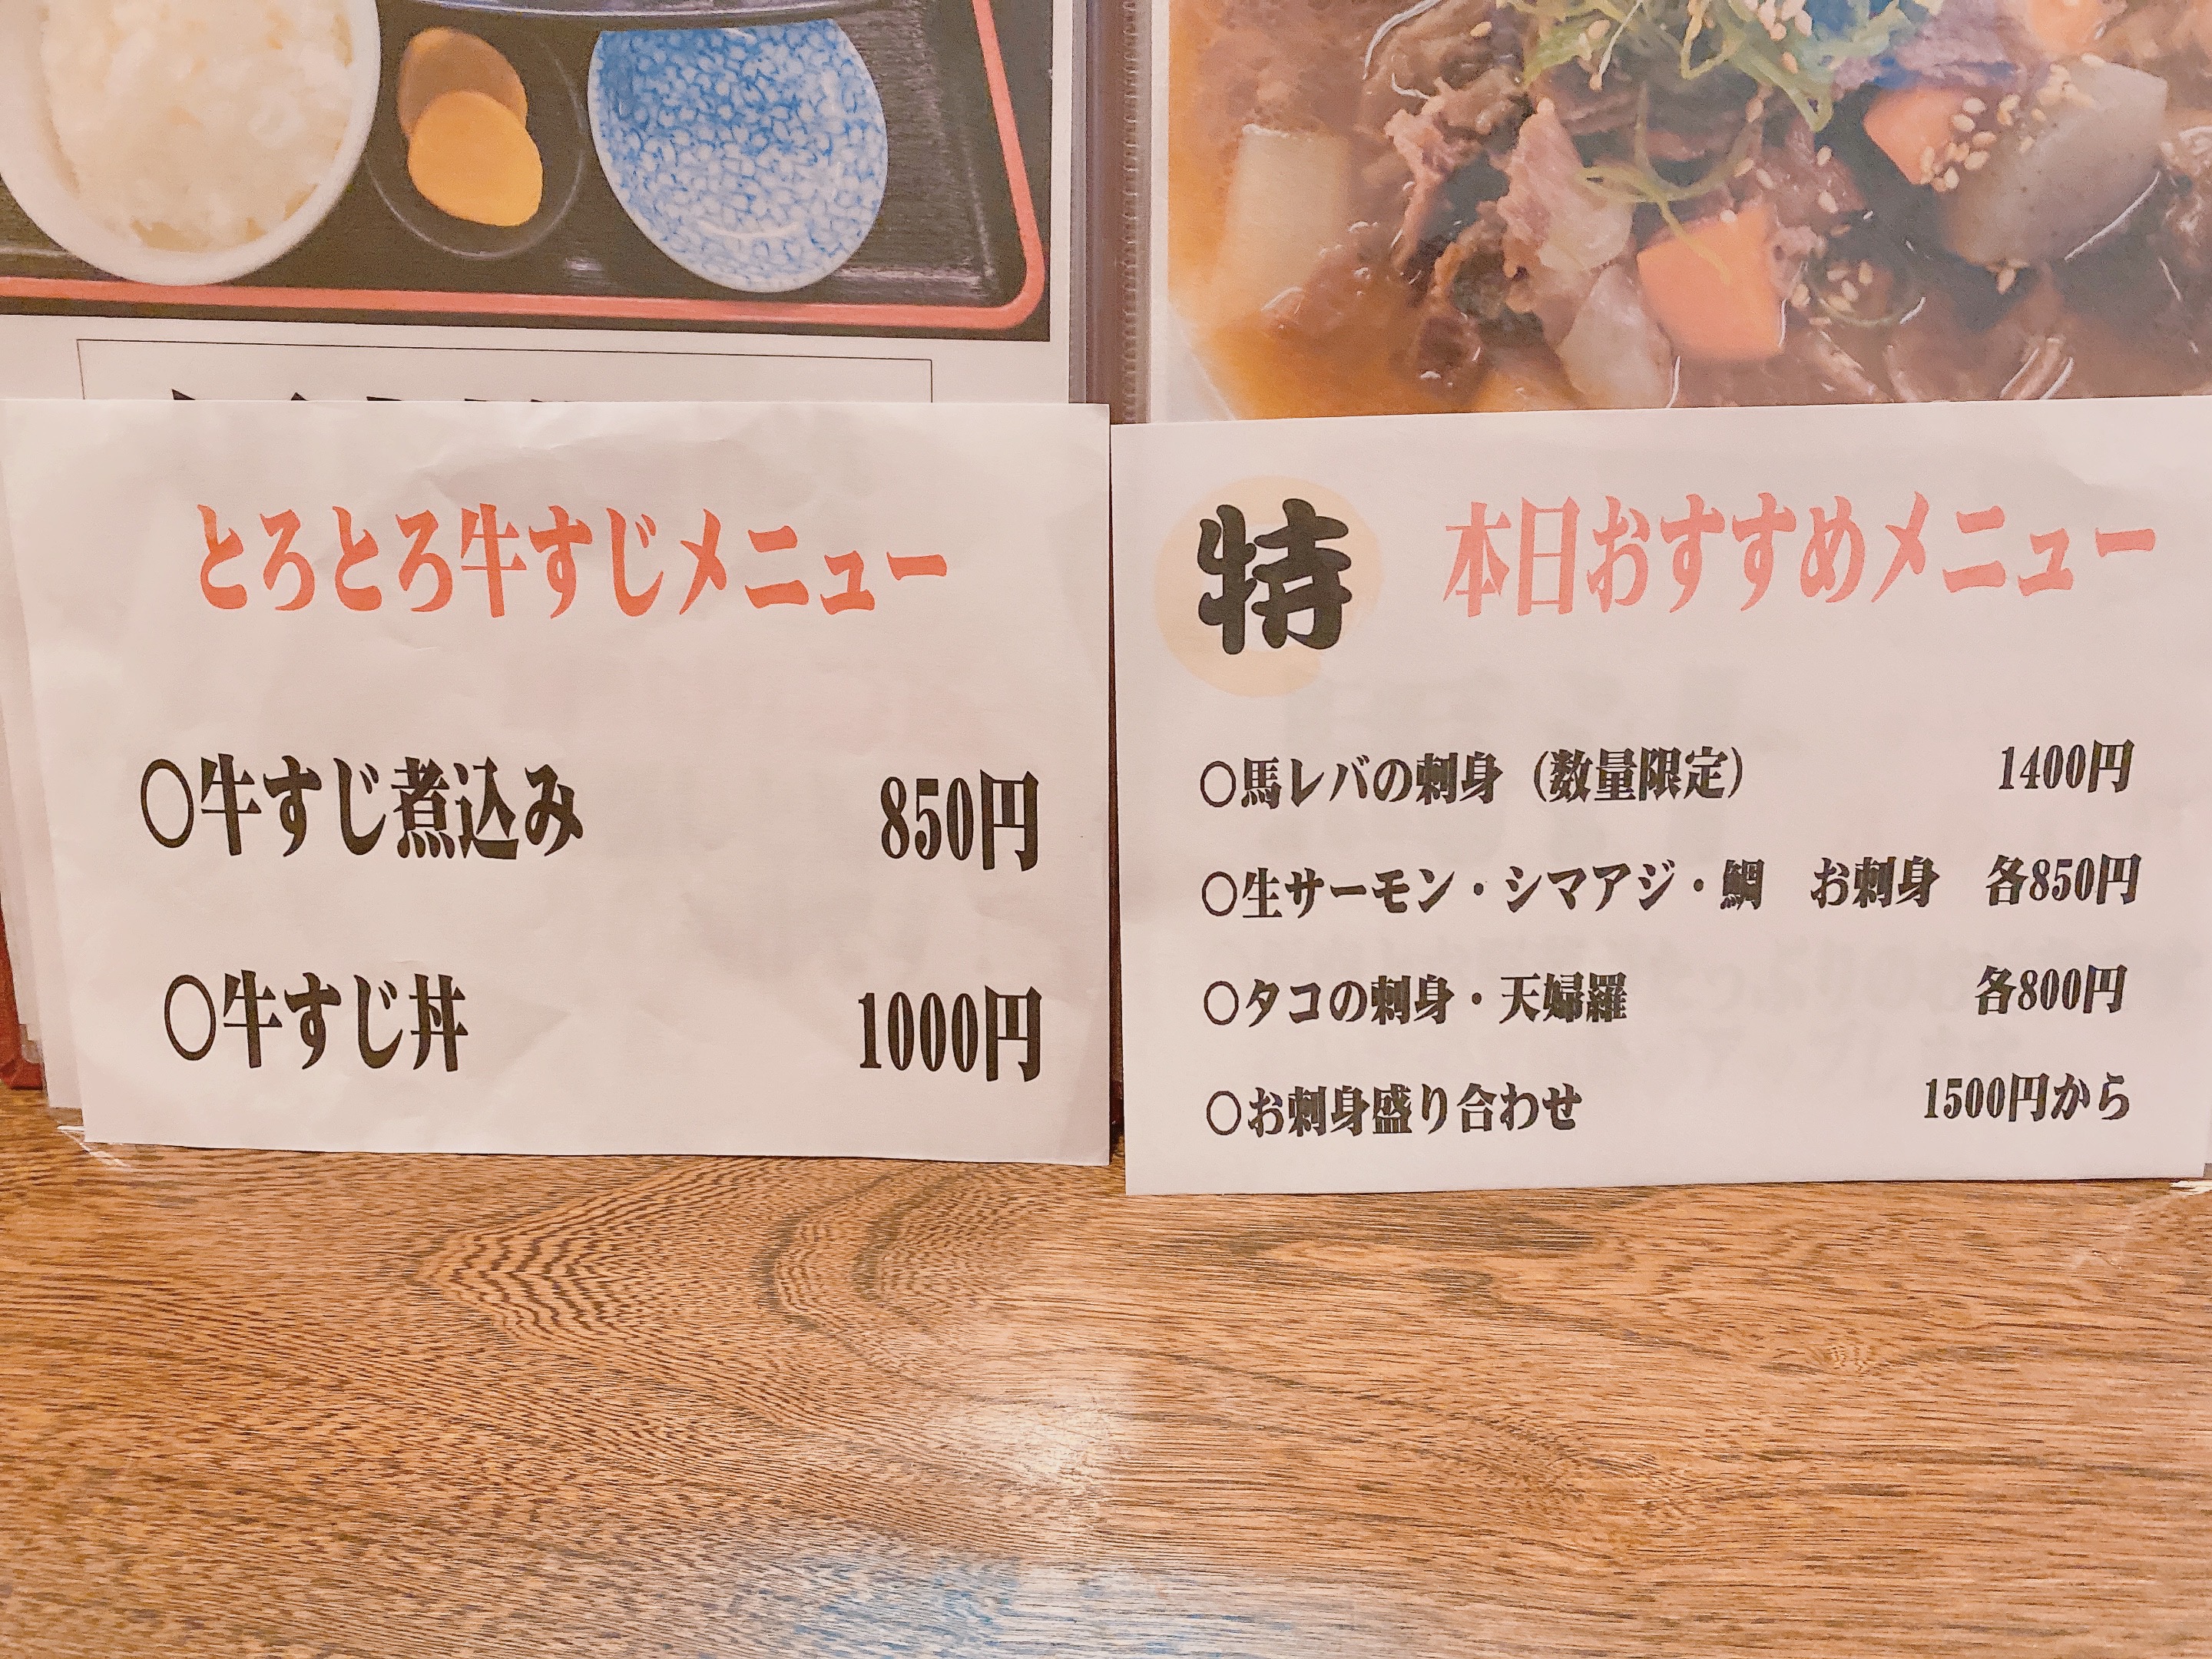 とろとろ牛すじメニュー
○牛すじ煮込み 850円
○牛すじ丼 1000円
特 本日おすすめメニュー
○馬レバの刺身（数量限定） 1400円
○生サーモン・シマアジ・鯛 お刺身 各850円
○タコの刺身・天婦羅 各800円
○お刺身盛り合わせ 1500円から